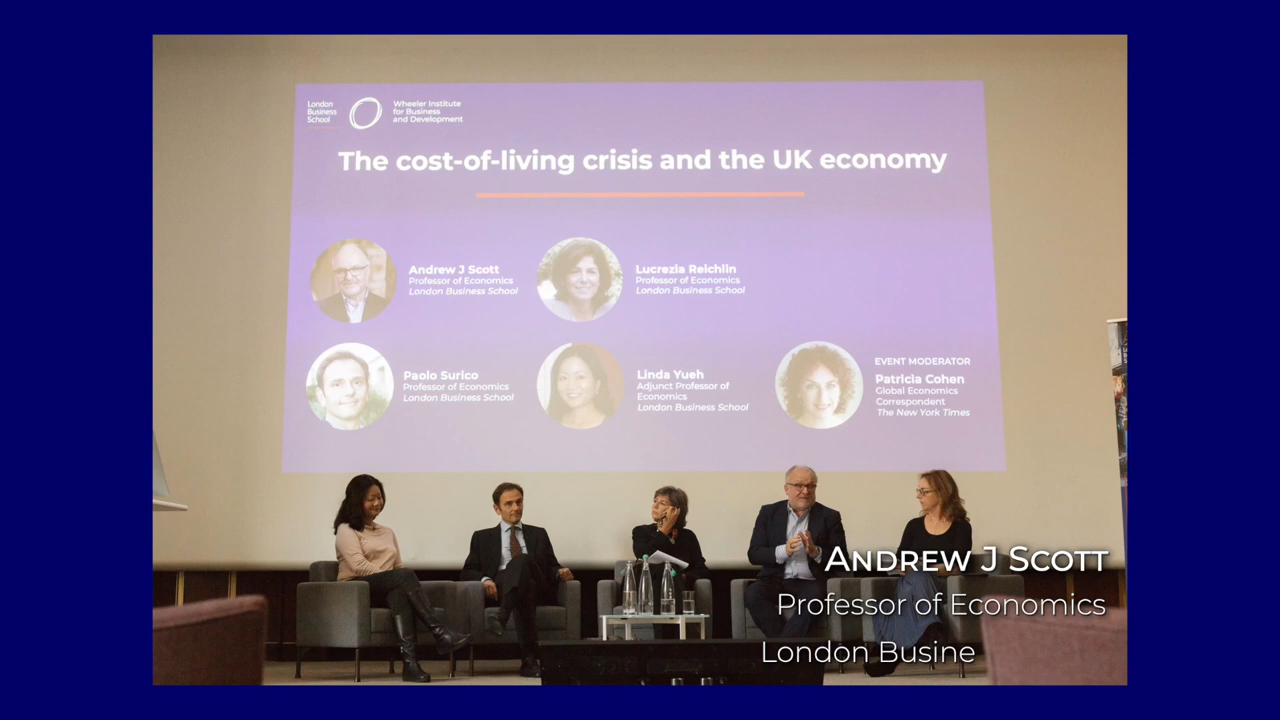 London
Business
School
Wheeler Institute
for Business
and Development
The cost-of-living crisis and the UK economy
Andrew J Scott
Professor of Economics
London Business School
Lucrezia Reichlin
Professor of Economics
London Business School
Paolo Surico
Professor of Economics
London Business School
Linda Yueh
Adjunct Professor of
Economics
London Business School
EVENT MODERATOR
Patricia Cohen
Global Economics
Correspondent
The New York Times
ANDREW J SCOTT
Professor of Economics
London Busine